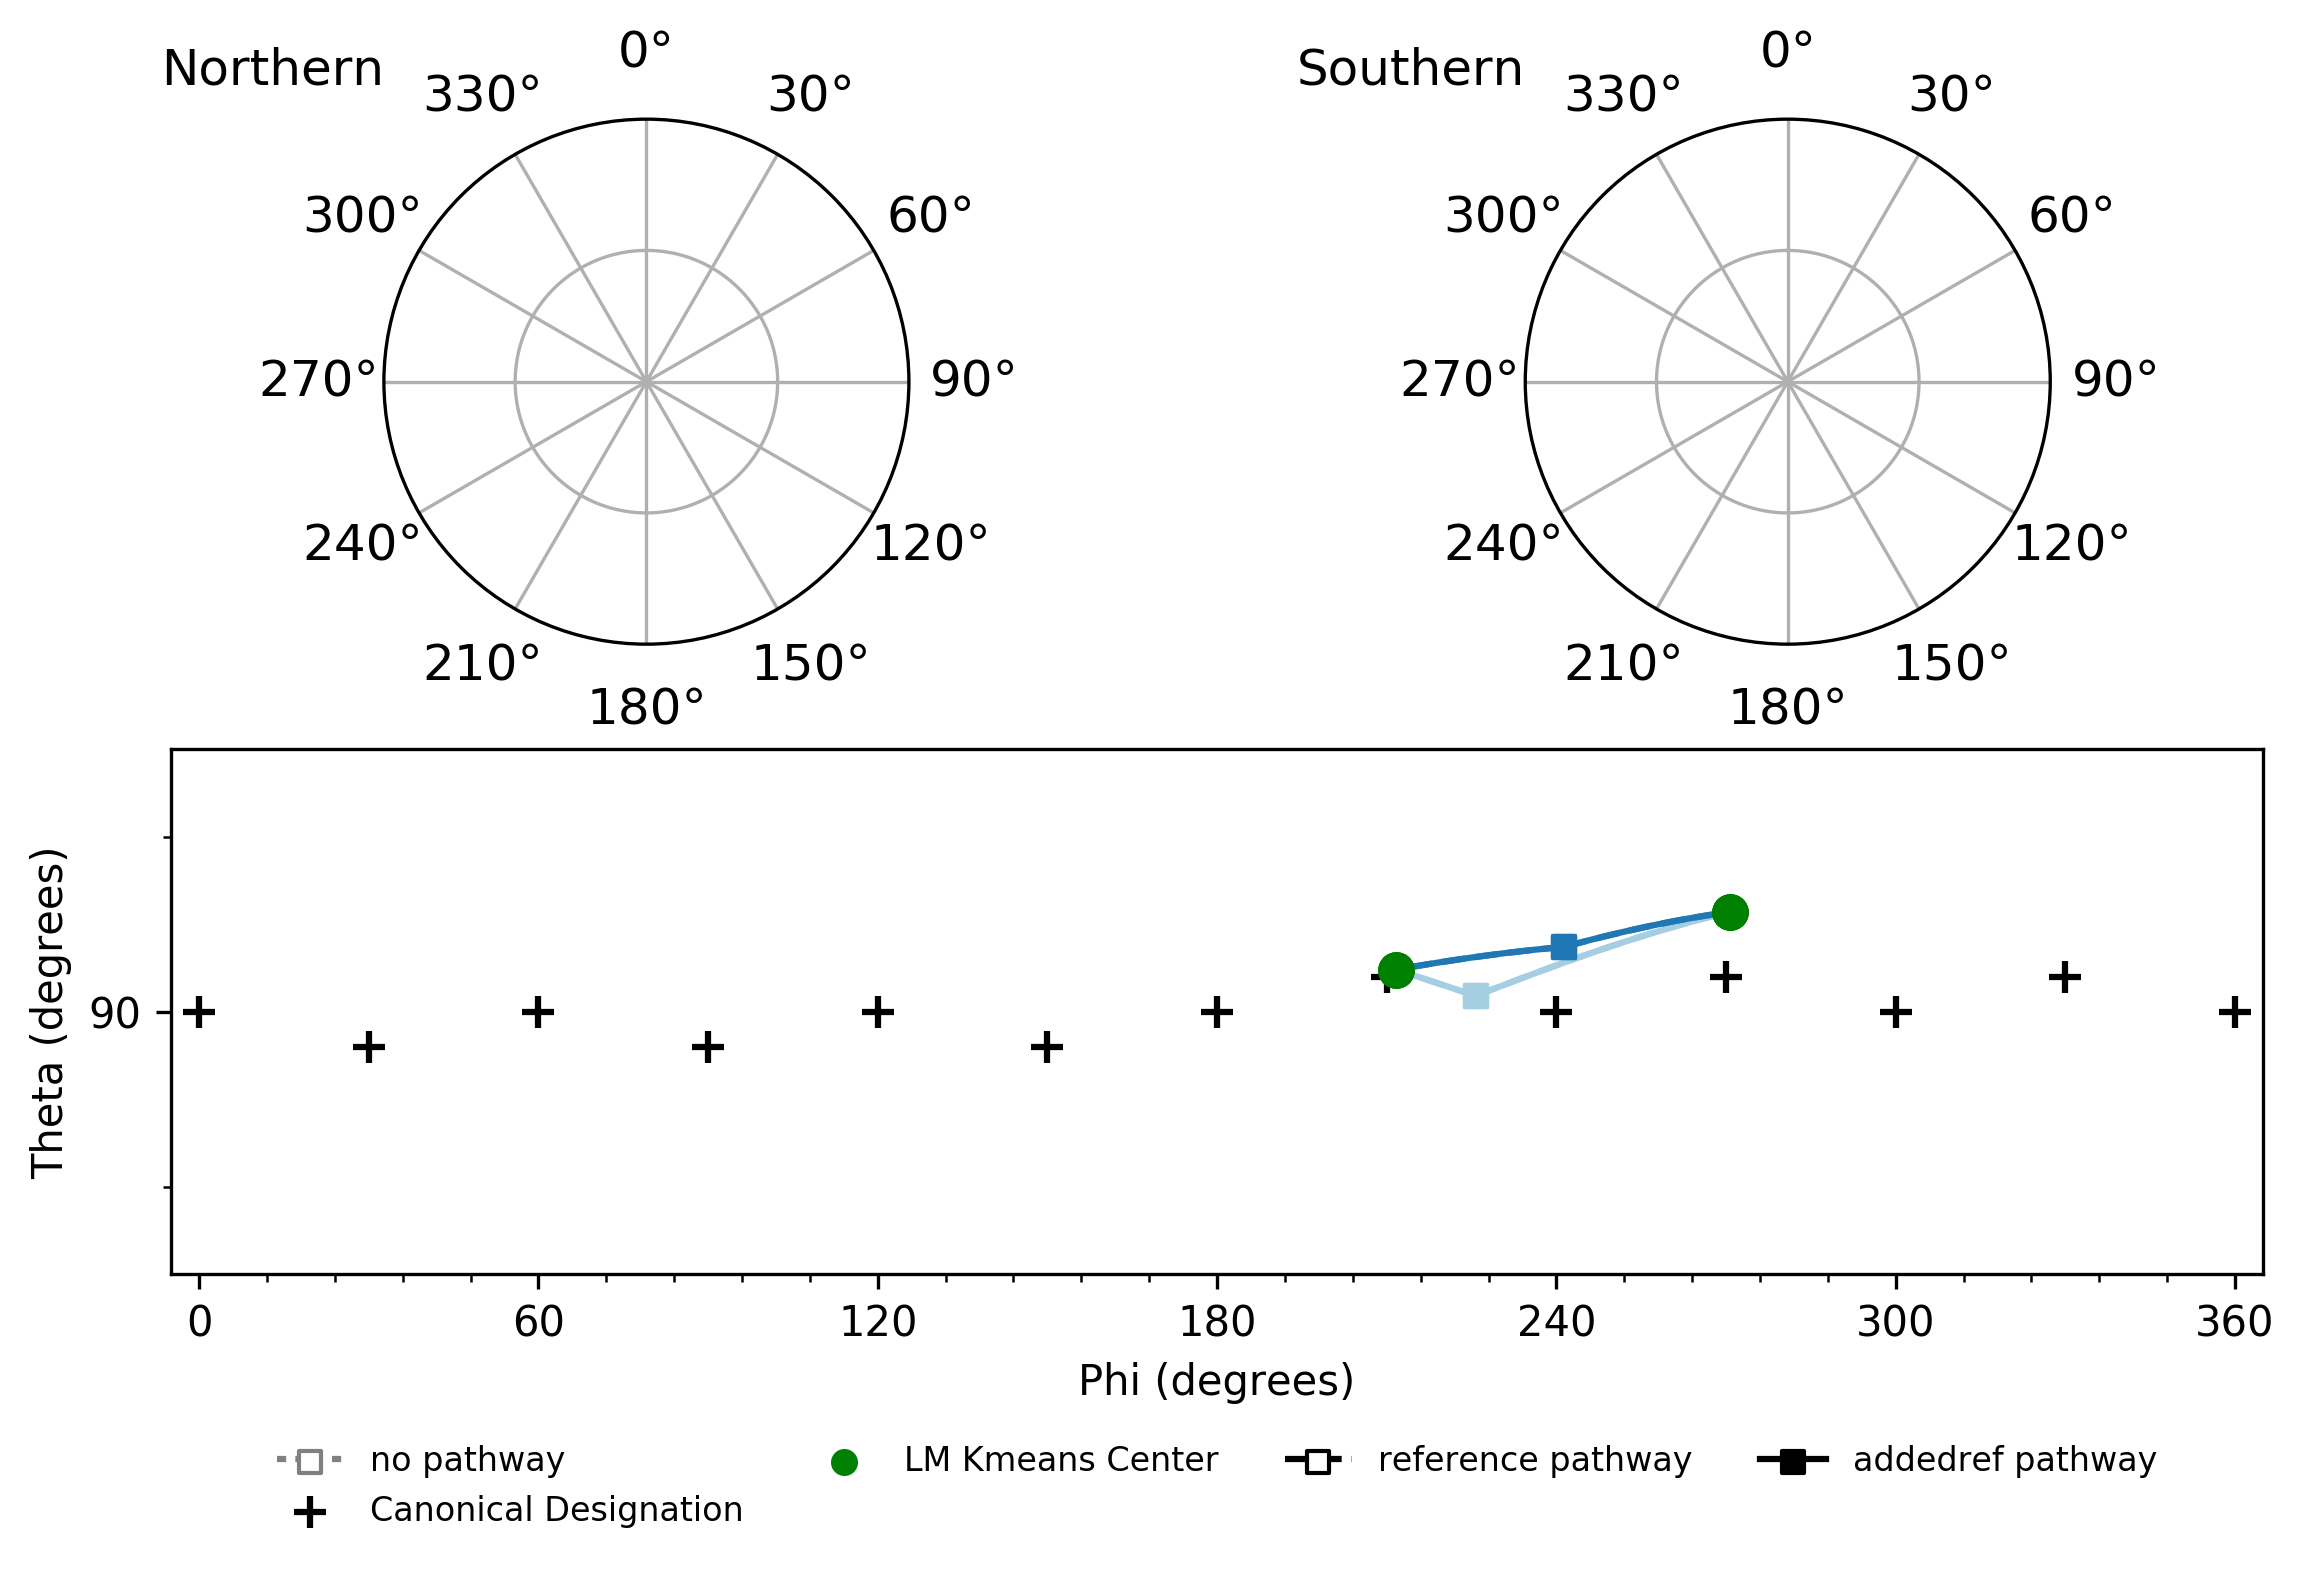 Northern
0°
30°
60°
90°
120°
150°
180°
210°
240°
270°
300°
330°
Southern
0°
30°
60°
90°
120°
150°
180°
210°
240°
270°
300°
330°
Theta (degrees)
90
0 60 120 180 240 300 360
Phi (degrees)
no pathway
Canonical Designation
LM Kmeans Center
reference pathway
addedref pathway